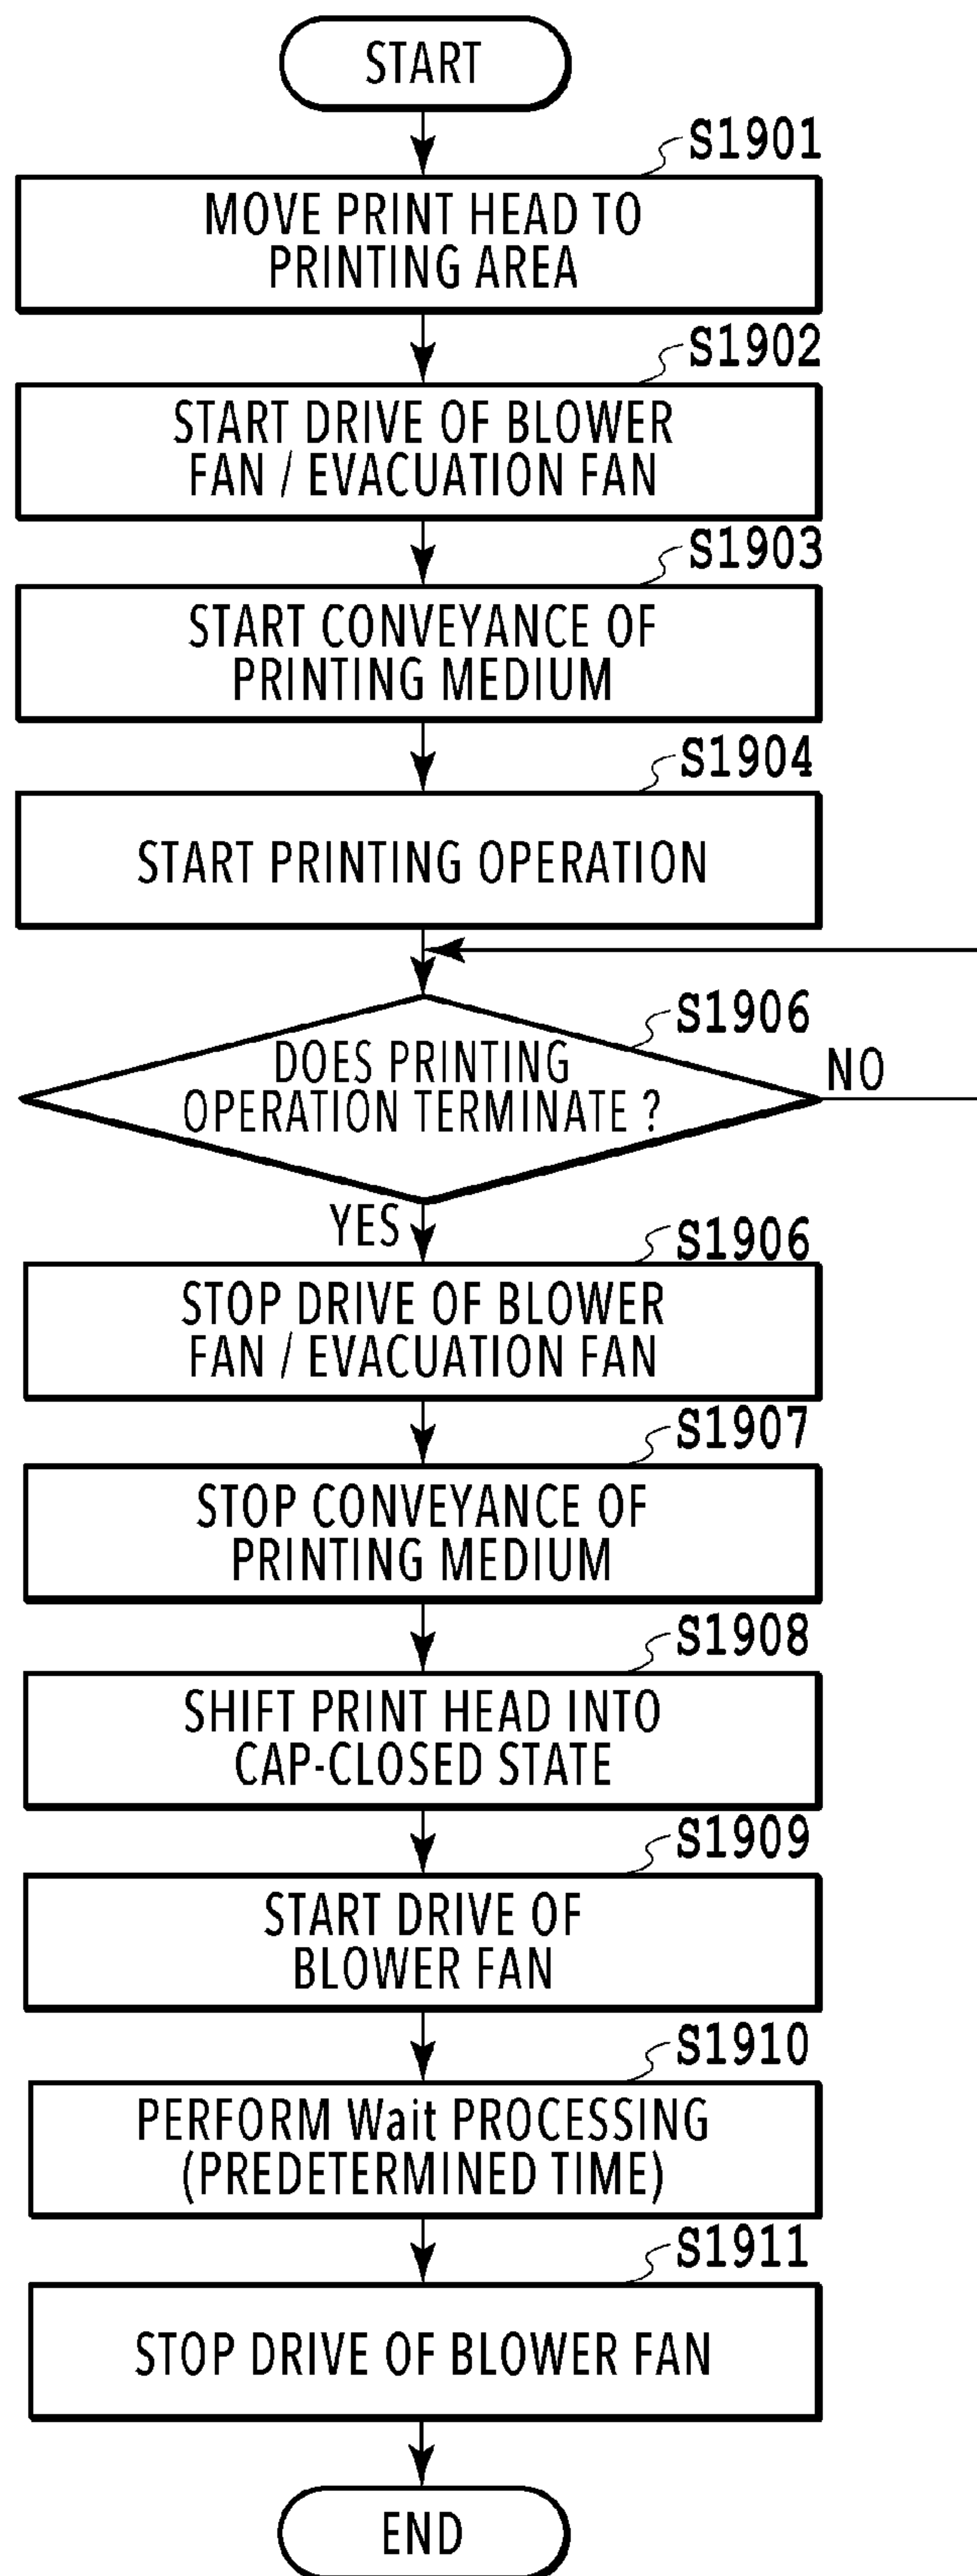 START
S1901
MOVE PRINT HEAD TO
PRINTING AREA
S1902
START DRIVE OF BLOWER
FAN / EVACUATION FAN
S1903
START CONVEYANCE OF
PRINTING MEDIUM
S1904
START PRINTING OPERATION
S1906
DOES PRINTING
OPERATION TERMINATE ?
NO
YES
S1906
STOP DRIVE OF BLOWER
FAN / EVACUATION FAN
S1907
STOP CONVEYANCE OF
PRINTING MEDIUM
S1908
SHIFT PRINT HEAD INTO
CAP-CLOSED STATE
S1909
START DRIVE OF
BLOWER FAN
S1910
PERFORM Wait PROCESSING
(PREDETERMINED TIME)
S1911
STOP DRIVE OF BLOWER FAN
END